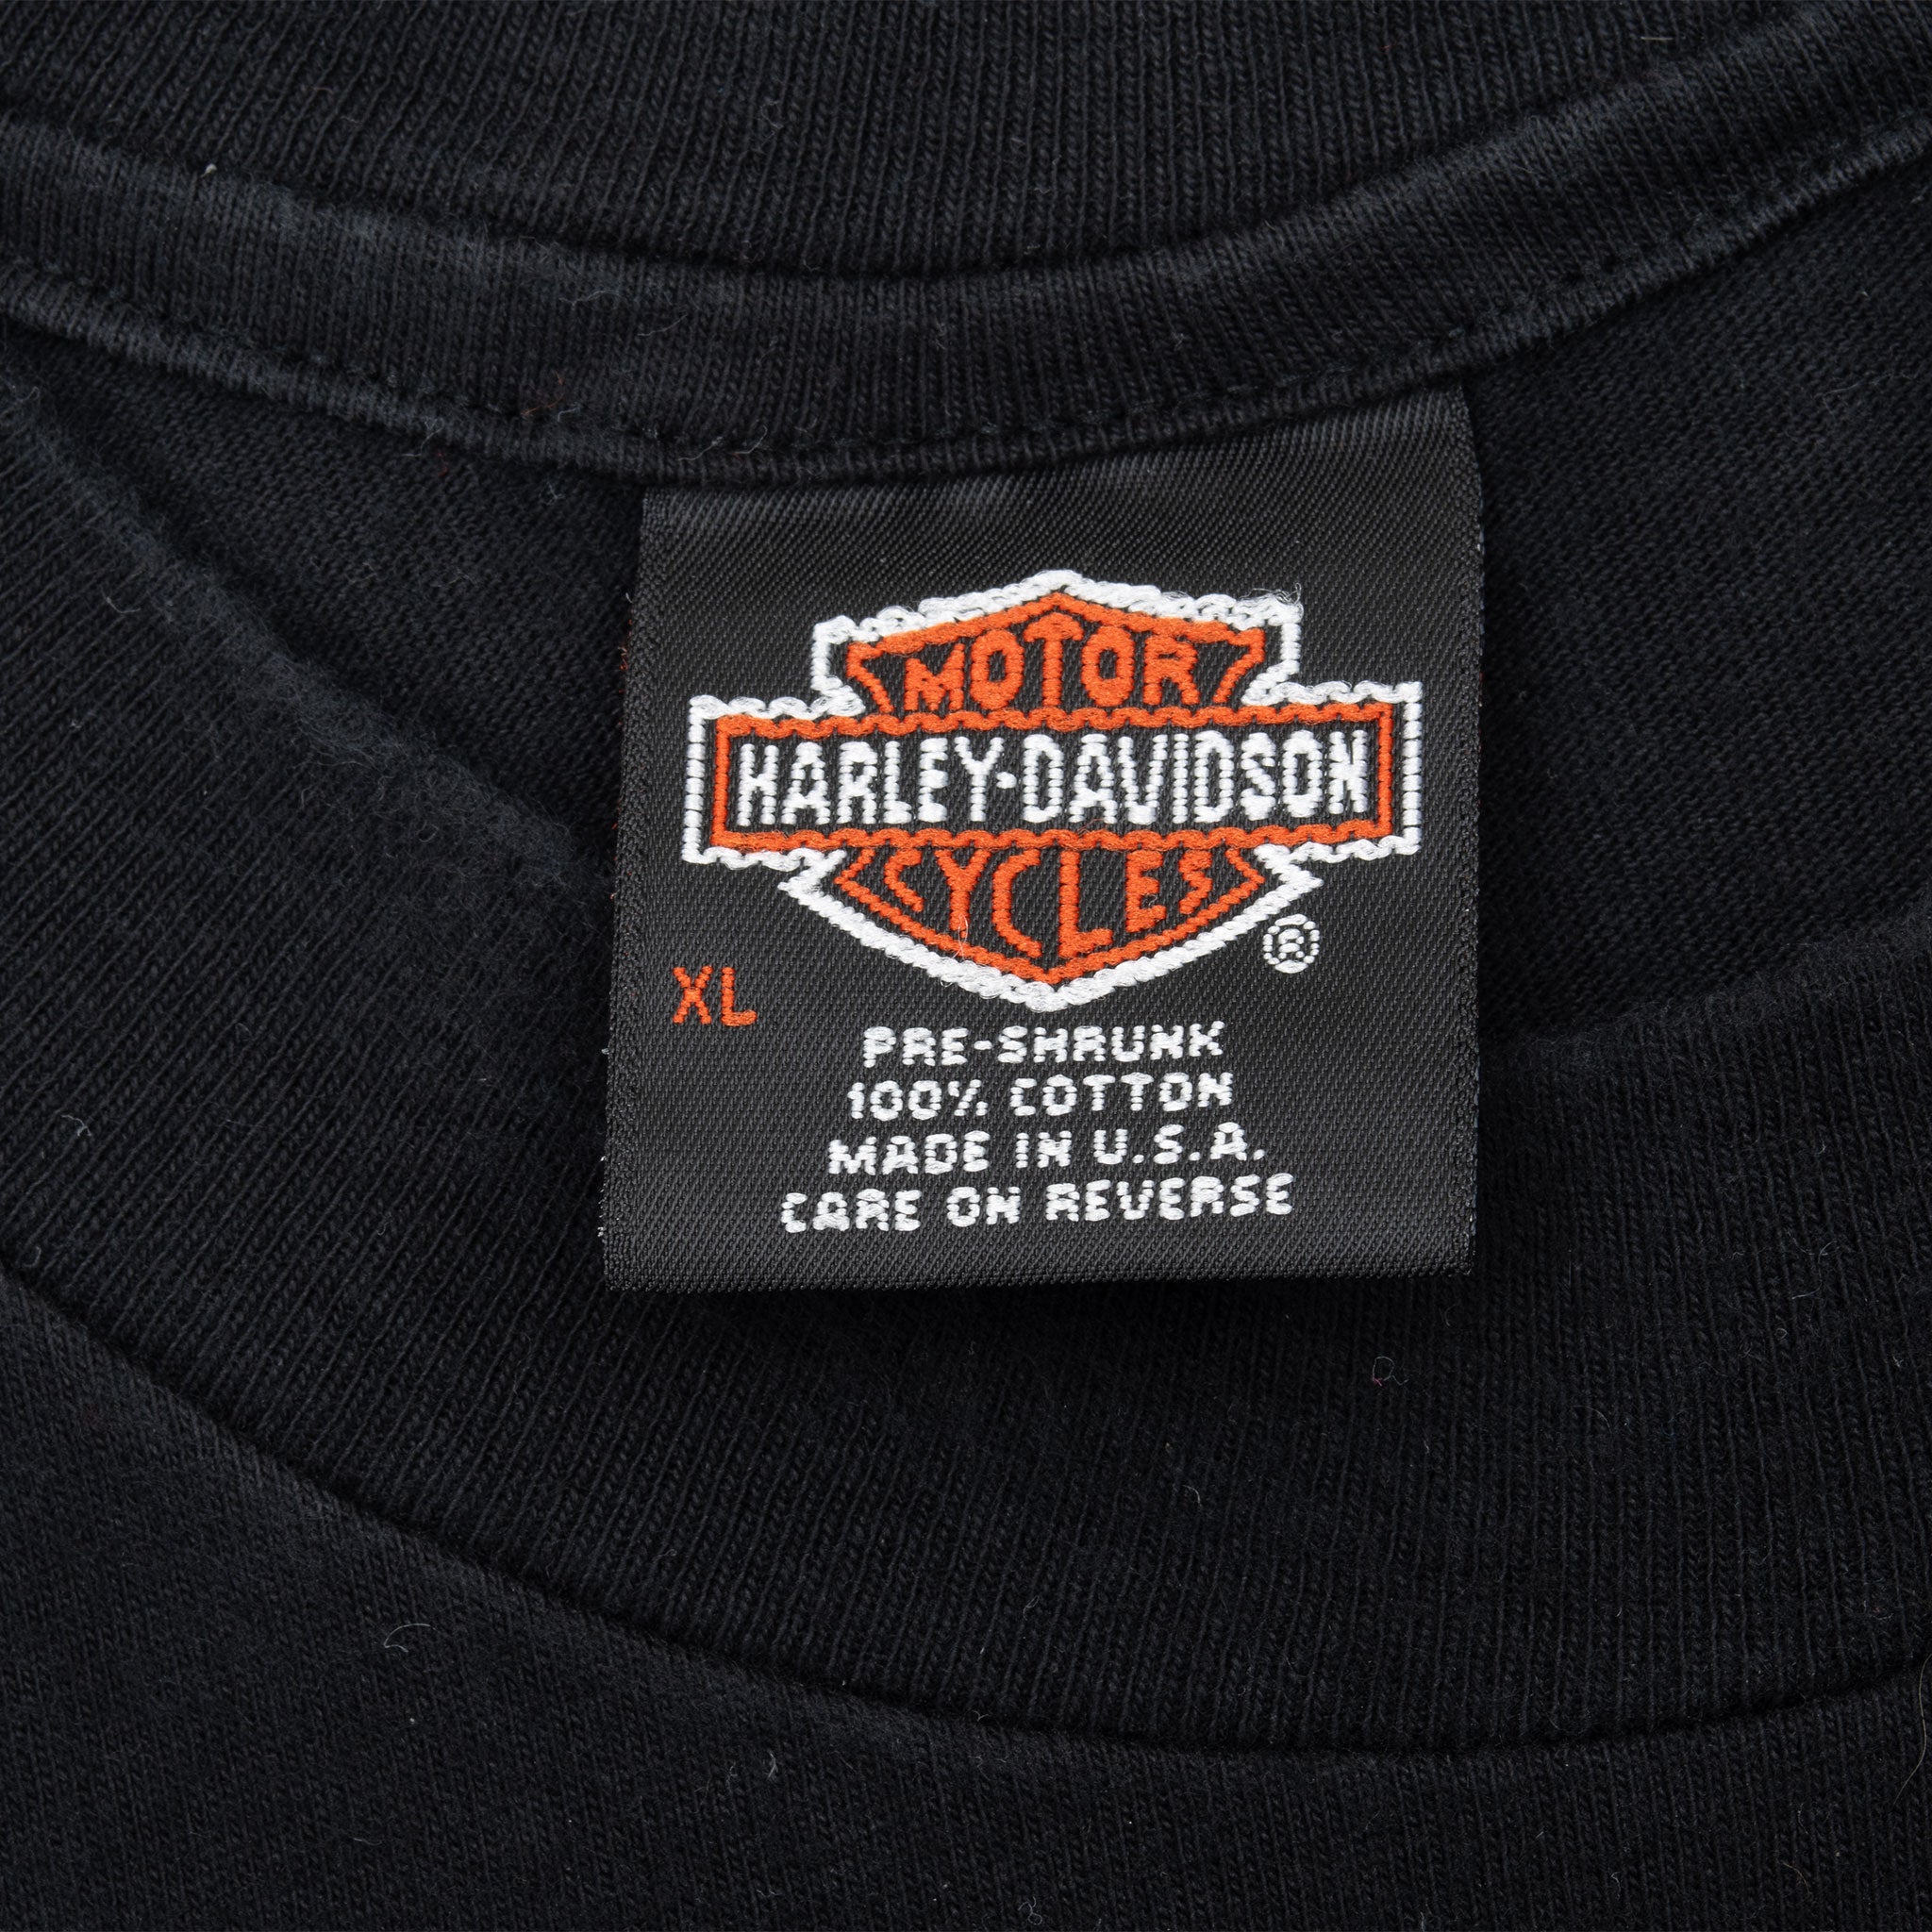 MOTOR
HARLEY-DAVIDSON
CYCLES
®
XL
PRE-SHRUNK
100% COTTON
MADE IN U.S.A.
CARE ON REVERSE